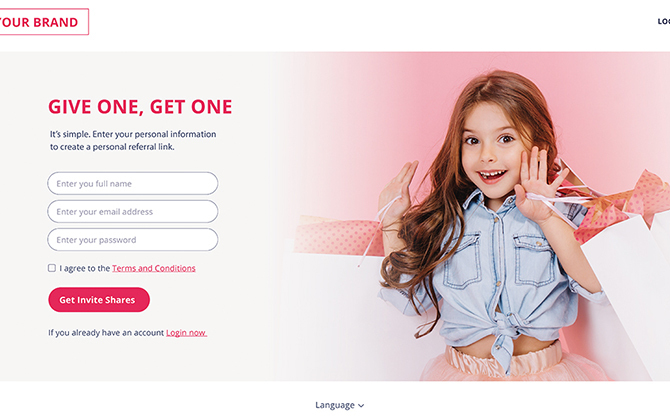 YOUR BRAND
GIVE ONE, GET ONE
It's simple. Enter your personal information
to create a personal referral link.
Enter you full name
Enter your email address
Enter your password
I agree to the Terms and Conditions
Get Invite Shares
If you already have an account Login now
Language